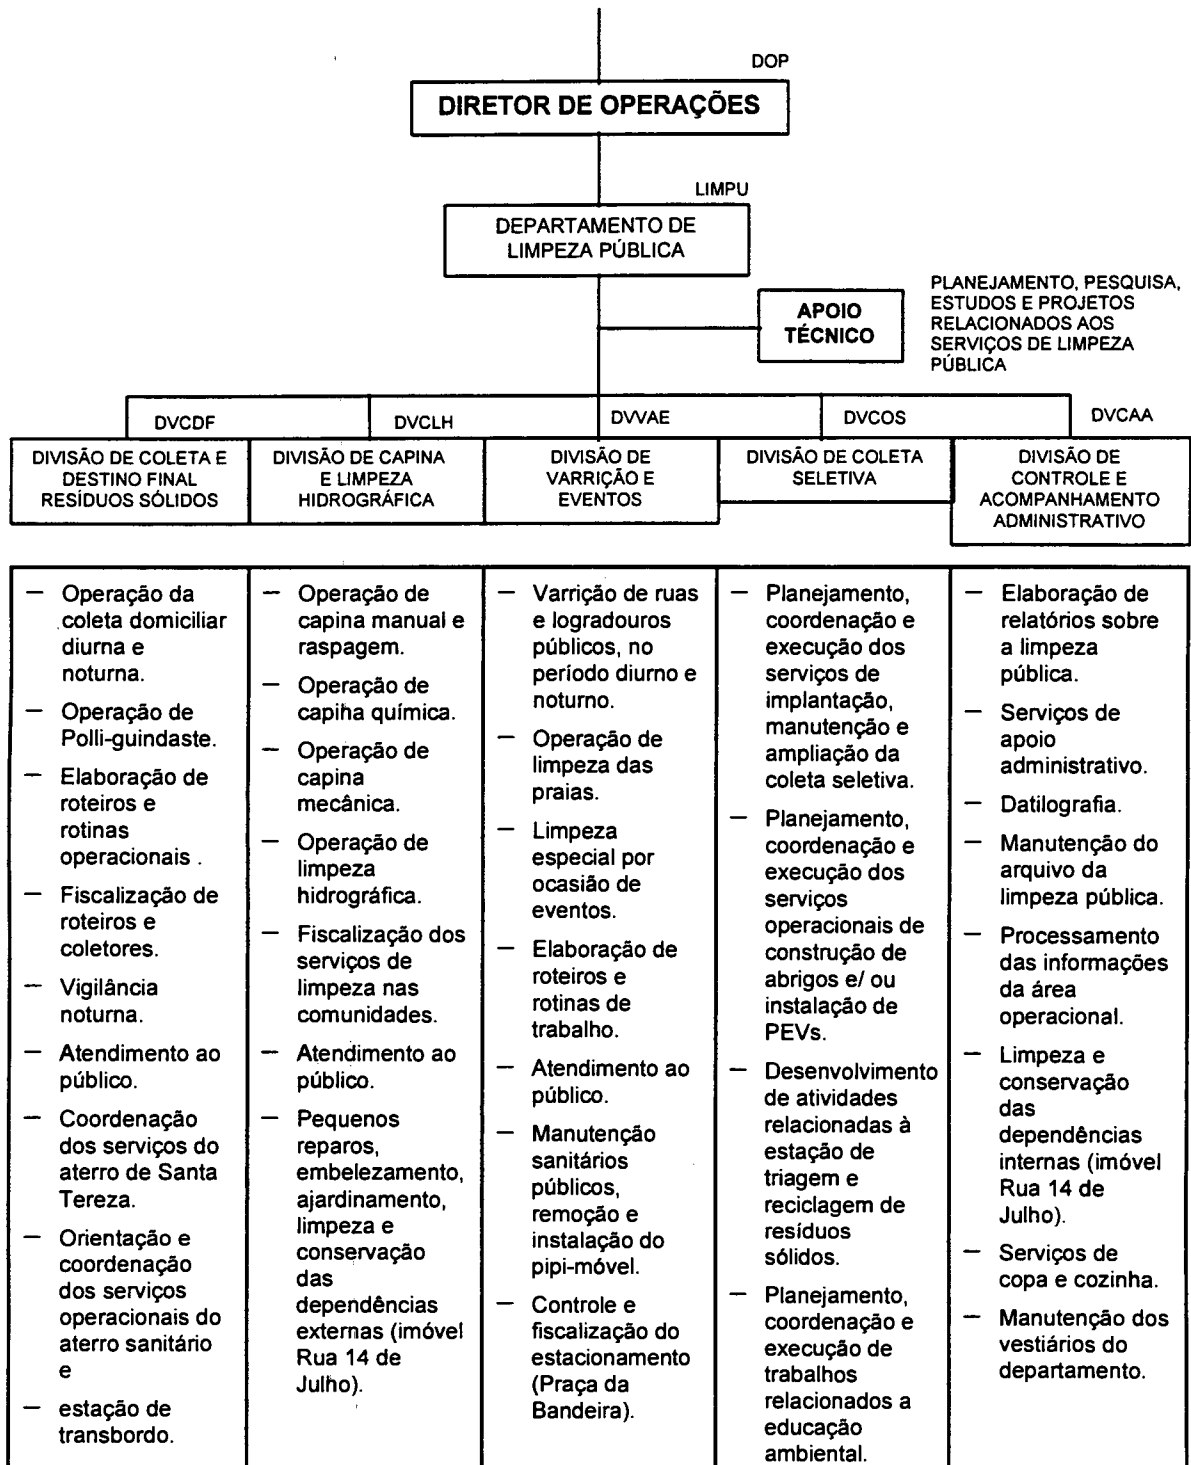 DOP
DIRETOR DE OPERAÇÕES
LIMPU
DEPARTAMENTO DE
LIMPEZA PÚBLICA
APOIO
TÉCNICO
PLANEJAMENTO, PESQUISA,
ESTUDOS E PROJETOS
RELACIONADOS AOS
SERVIÇOS DE LIMPEZA
PÚBLICA
DVCDF
DIVISÃO DE COLETA E
DESTINO FINAL
RESÍDUOS SÓLIDOS
DVCLH
DIVISÃO DE CAPINA
E LIMPEZA
HIDROGRÁFICA
DVVAE
DIVISÃO DE
VARRIÇÃO E
EVENTOS
DVCOS
DIVISÃO DE COLETA
SELETIVA
DVCAA
DIVISÃO DE
CONTROLE E
ACOMPANHAMENTO
ADMINISTRATIVO
— Operação da
coleta domiciliar
diurna e
noturna.
— Operação de
Polli-guindaste.
— Elaboração de
roteiros e
rotinas
operacionais .
— Fiscalização de
roteiros e
coletores.
— Vigilância
noturna.
— Atendimento ao
público.
— Coordenação
dos serviços do
aterro de Santa
Tereza.
— Orientação e
coordenação
dos serviços
operacionais do
aterro sanitário
e
— estação de
transbordo.
— Operação de
capina manual e
raspagem.
— Operação de
capina química.
— Operação de
capina
mecânica.
— Operação de
limpeza
hidrográfica.
— Fiscalização dos
serviços de
limpeza nas
comunidades.
— Atendimento ao
público.
— Pequenos
reparos,
embelezamento,
ajardinamento,
limpeza e
conservação
das
dependências
externas (imóvel
Rua 14 de
Julho).
— Varrição de ruas
e logradouros
públicos, no
período diurno e
noturno.
— Operação de
limpeza das
praias.
— Limpeza
especial por
ocasião de
eventos.
— Elaboração de
roteiros e
rotinas de
trabalho.
— Atendimento ao
público.
— Manutenção
sanitários
públicos,
remoção e
instalação do
pipi-móvel.
— Controle e
fiscalização do
estacionamento
(Praça da
Bandeira).
— Planejamento,
coordenação e
execução dos
serviços de
implantação,
manutenção e
ampliação da
coleta seletiva.
— Planejamento,
coordenação e
execução dos
serviços
operacionais de
construção de
abrigos e/ ou
instalação de
PEVs.
— Desenvolvimento
de atividades
relacionadas à
estação de
triagem e
reciclagem de
resíduos
sólidos.
— Planejamento,
coordenação e
execução de
trabalhos
relacionados a
educação
ambiental.
— Elaboração de
relatórios sobre
a limpeza
pública.
— Serviços de
apoio
administrativo.
— Datilografia.
— Manutenção do
arquivo da
limpeza pública.
— Processamento
das informações
da área
operacional.
— Limpeza e
conservação
das
dependências
internas (imóvel
Rua 14 de
Julho).
— Serviços de
copa e cozinha.
— Manutenção dos
vestiários do
departamento.